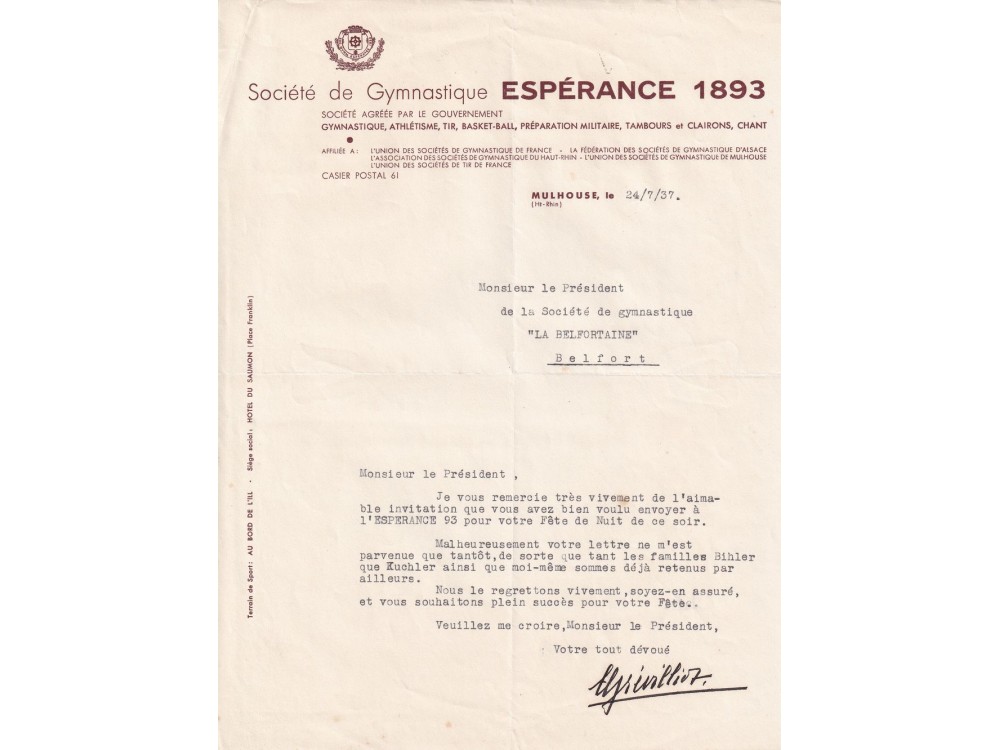 Société de Gymnastique ESPÉRANCE 1893
SOCIÉTÉ AGRÉÉE PAR LE GOUVERNEMENT
GYMNASTIQUE, ATHLÉTISME, TIR, BASKET-BALL, PRÉPARATION MILITAIRE, TAMBOURS et CLAIRONS, CHANT
AFFILIÉE A: L'UNION DES SOCIÉTÉS DE GYMNASTIQUE DE FRANCE - LA FÉDÉRATION DES SOCIÉTÉS DE GYMNASTIQUE D'ALSACE
L'ASSOCIATION DES SOCIÉTÉS DE GYMNASTIQUE DU HAUT-RHIN - L'UNION DES SOCIÉTÉS DE GYMNASTIQUE DE MULHOUSE
L'UNION DES SOCIÉTÉS DE TIR DE FRANCE
CASIER POSTAL 61
MULHOUSE, le 24/7/37.
(Ht-Rhin)
Monsieur le Président
de la Société de gymnastique
"LA BELFORTAINE"
Belfort
Terrain de Sport: AU BORD DE L'ILL - Siège social: HOTEL DU SAUMON (Place Franklin)
Monsieur le Président ,
Je vous remercie très vivement de l'aima-
ble invitation que vous avez bien voulu envoyer à
l'ESPERANCE 93 pour votre Fête de Nuit de ce soir.
Malheureusement votre lettre ne m'est
parvenue que tantôt,de sorte que tant les familles Bihler
que Kuchler ainsi que moi-même sommes déjà retenus par
ailleurs.
Nous le regrettons vivement,soyez-en assuré,
et vous souhaitons plein succès pour votre Fête.
Veuillez me croire,Monsieur le Président,
Votre tout dévoué